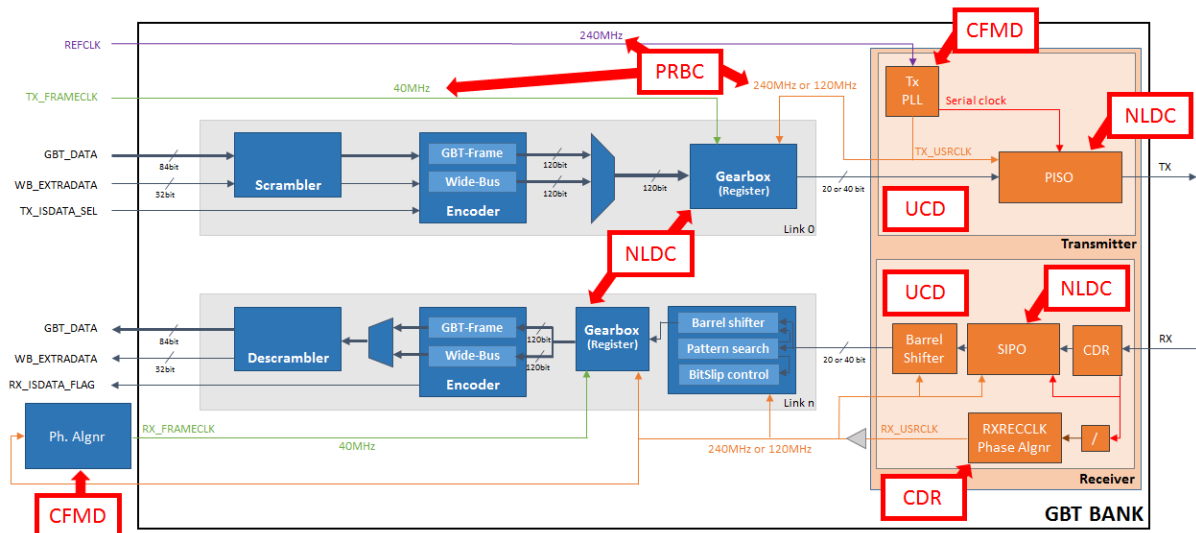 REFCLK
240MHz
CFMD
PRBC
Tx
PLL
TX_FRAMECLK
40MHz
240MHz or 120MHz
Serial clock
NLDC
GBT_DATA
84bit
WB_EXTRADATA
32bit
TX_ISDATA_SEL
Scrambler
GBT-Frame
Wide-Bus
Encoder
120bit
120bit
120bit
Gearbox
(Register)
Link 0
20 or 40bit
TX_USRCLK
PISO
TX
UCD
Transmitter
NLDC
UCD
NLDC
GBT_DATA
84bit
WB_EXTRADATA
32bit
RX_ISDATA_FLAG
Descrambler
GBT-Frame
Wide-Bus
Encoder
120bit
120bit
Gearbox
(Register)
Barrel shifter
Pattern search
BitSlip control
Link n
20 or 40bit
Barrel
Shifter
SIPO
CDR
RX
Ph. Algnr
RX_FRAMECLK
40MHz
240MHz or 120MHz
RX_USRCLK
RXRECCLK
Phase Algnr
/
Receiver
CFMD
CDR
GBT BANK